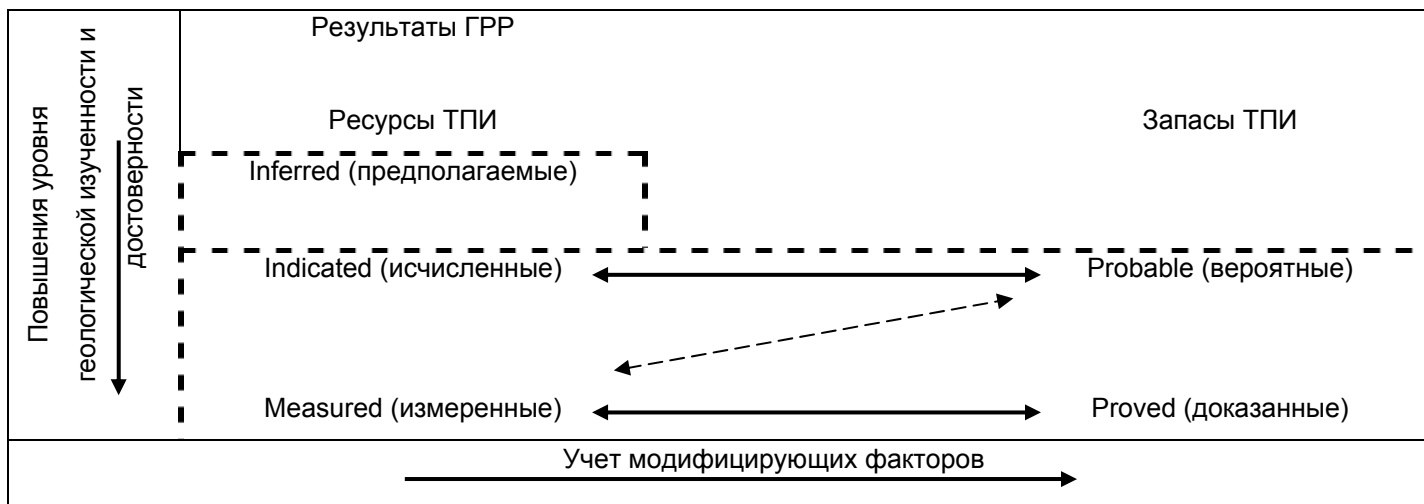 Результаты ГРР
Повышения уровня
геологической изученности и
достоверности
Ресурсы ТПИ
Запасы ТПИ
Inferred (предполагаемые)
Indicated (исчисленные)
Probable (вероятные)
Measured (измеренные)
Proved (доказанные)
Учет модифицирующих факторов